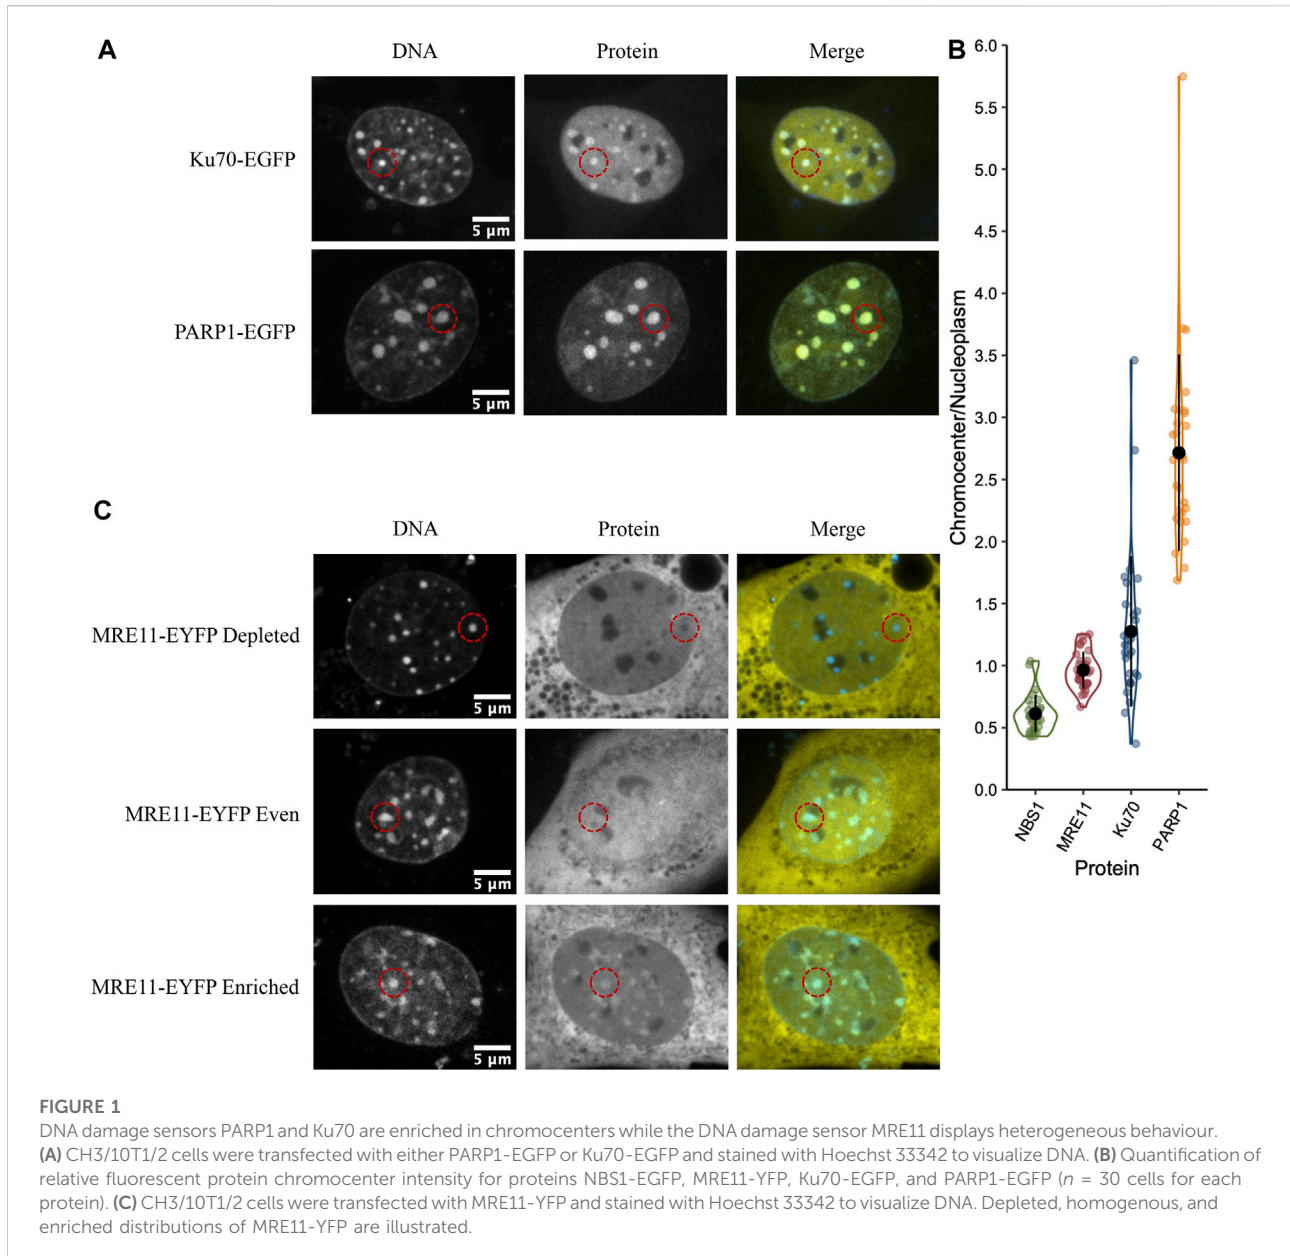 A
DNA
Protein
Merge
Ku70-EGFP
5 µm
PARP1-EGFP
5 µm
B
6.0
5.5
5.0
4.5
4.0
3.5
3.0
2.5
2.0
1.5
1.0
0.5
0.0
Chromocenter/Nucleoplasm
NBS1
MRE11
Ku70
PARP1
Protein
C
DNA
Protein
Merge
MRE11-EYFP Depleted
5 µm
MRE11-EYFP Even
5 µm
MRE11-EYFP Enriched
5 µm
FIGURE 1
DNA damage sensors PARP1 and Ku70 are enriched in chromocenters while the DNA damage sensor MRE11 displays heterogeneous behaviour.
(A) CH3/10T1/2 cells were transfected with either PARP1-EGFP or Ku70-EGFP and stained with Hoechst 33342 to visualize DNA. (B) Quantification of
relative fluorescent protein chromocenter intensity for proteins NBS1-EGFP, MRE11-YFP, Ku70-EGFP, and PARP1-EGFP (n = 30 cells for each
protein). (C) CH3/10T1/2 cells were transfected with MRE11-YFP and stained with Hoechst 33342 to visualize DNA. Depleted, homogenous, and
enriched distributions of MRE11-YFP are illustrated.